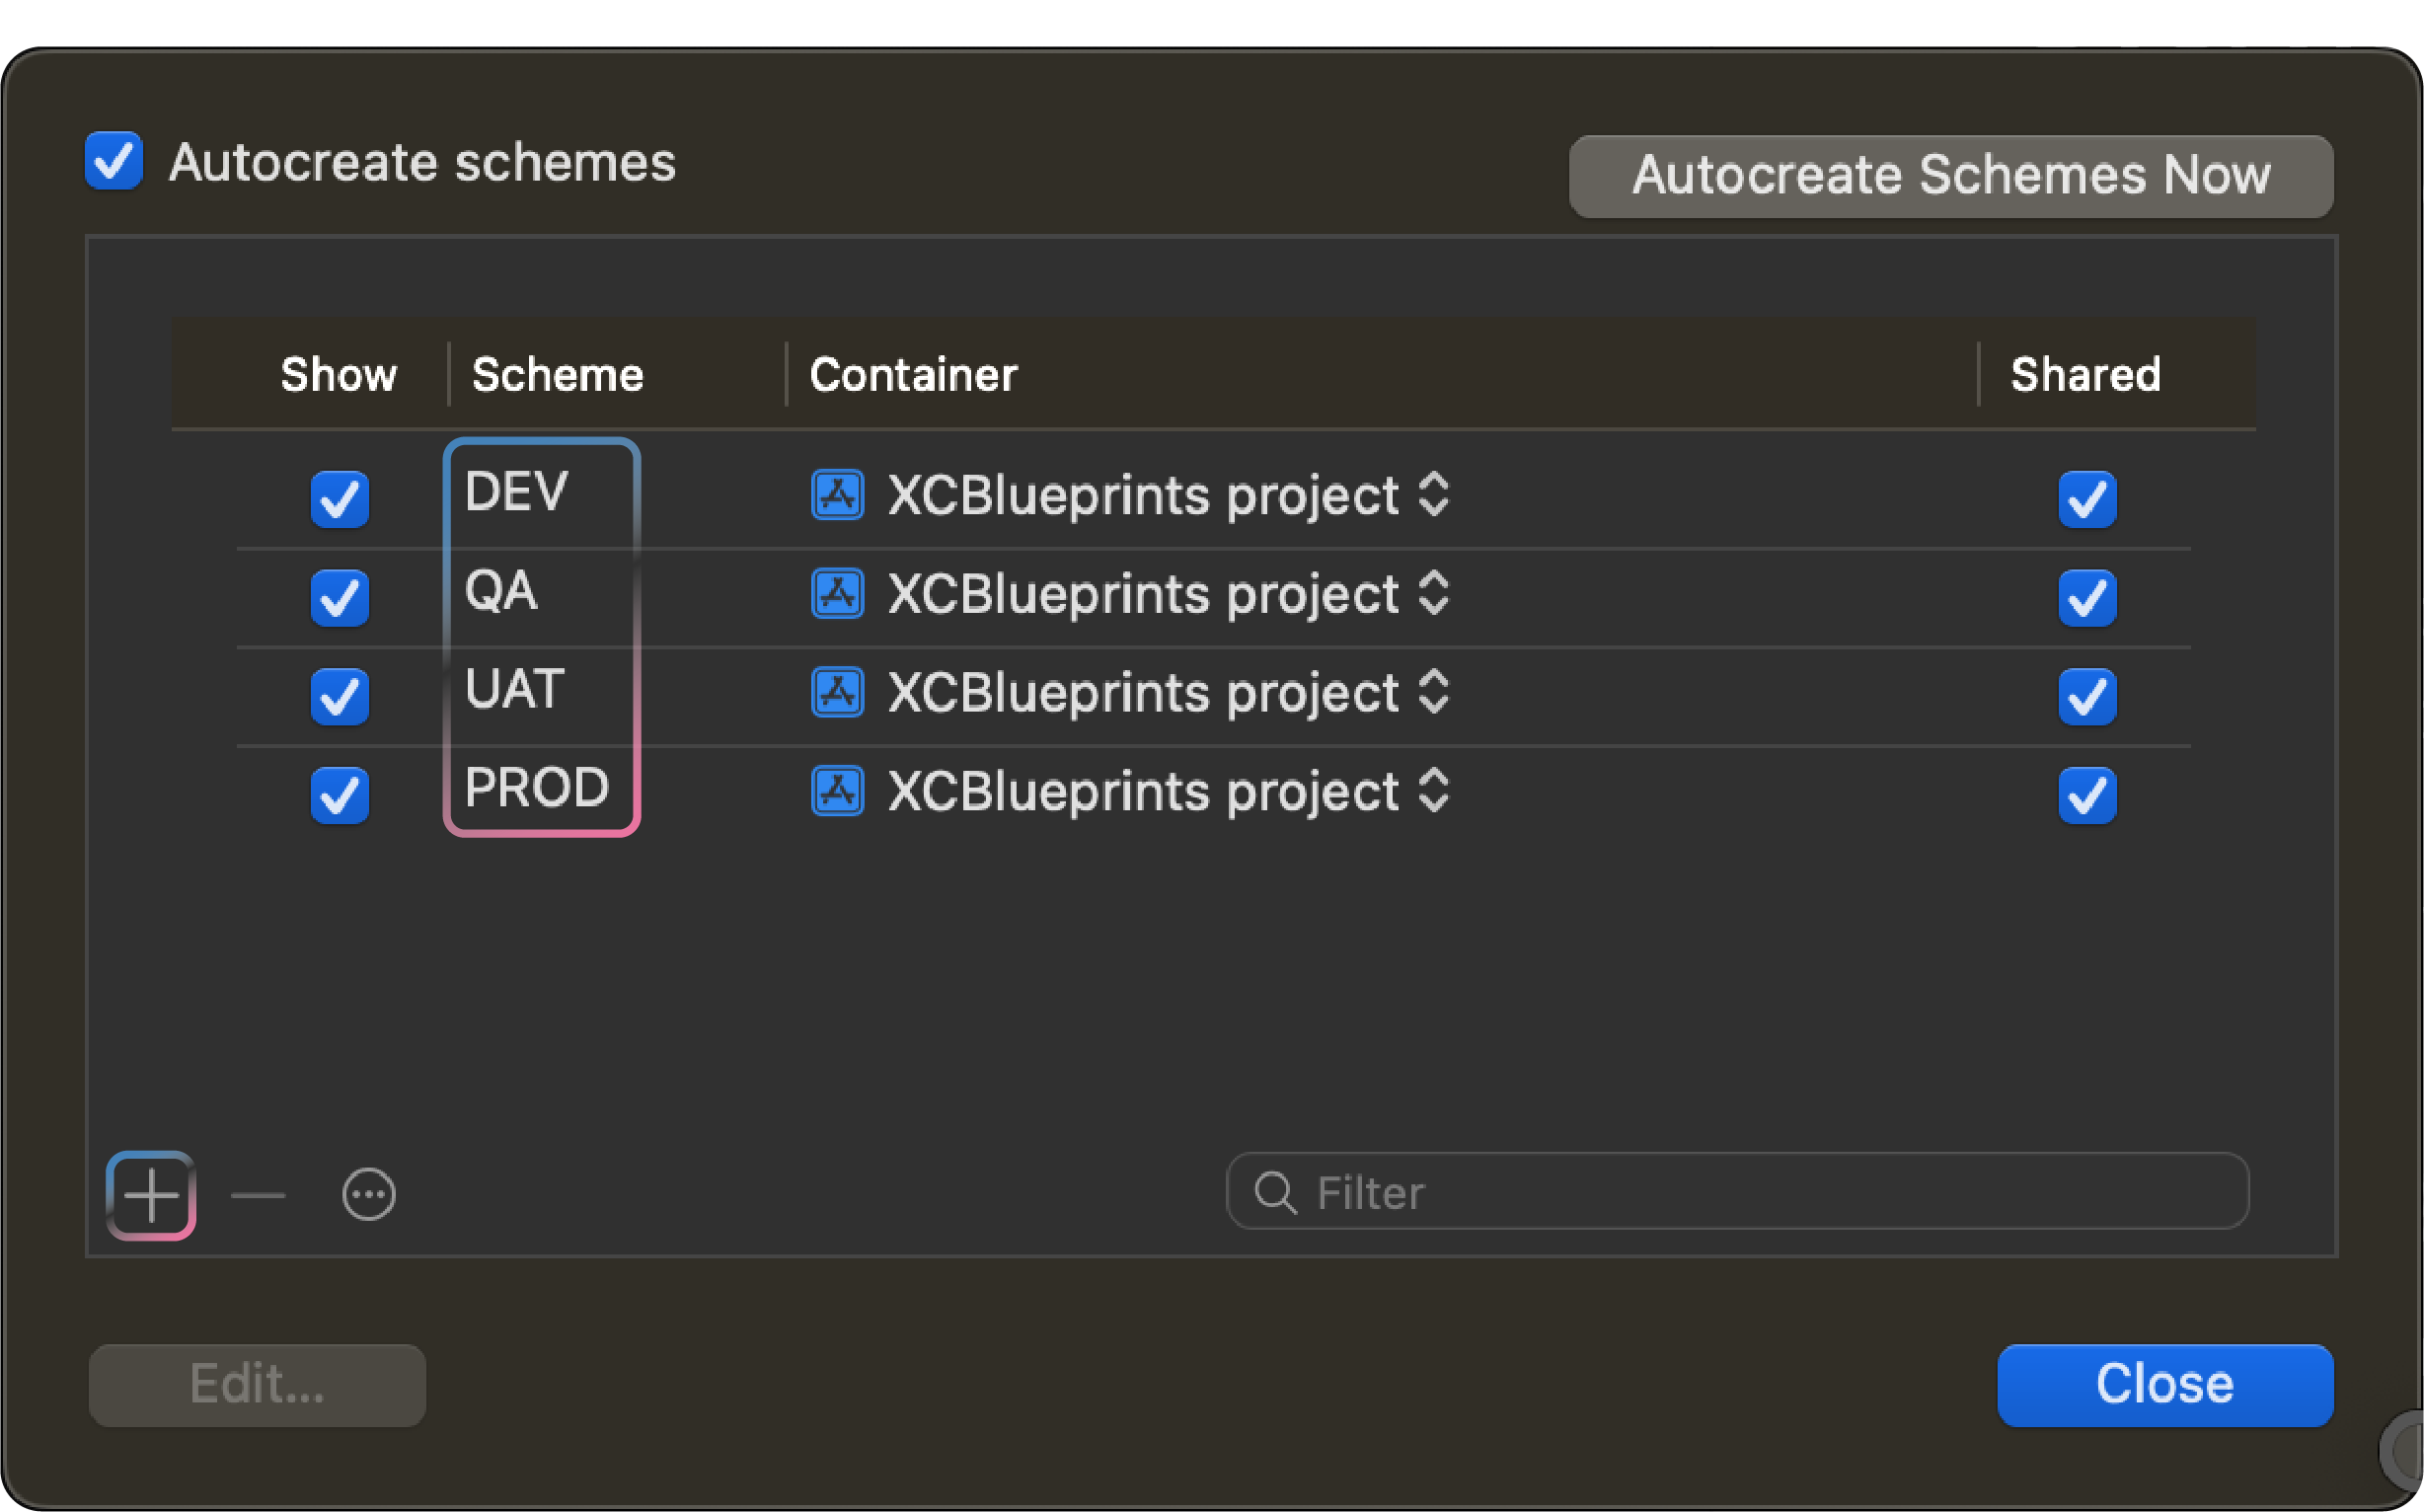 Autocreate schemes
Autocreate Schemes Now
Show Scheme Container Shared
DEV XCBlueprints project
QA XCBlueprints project
UAT XCBlueprints project
PROD XCBlueprints project
Filter
Edit...
Close